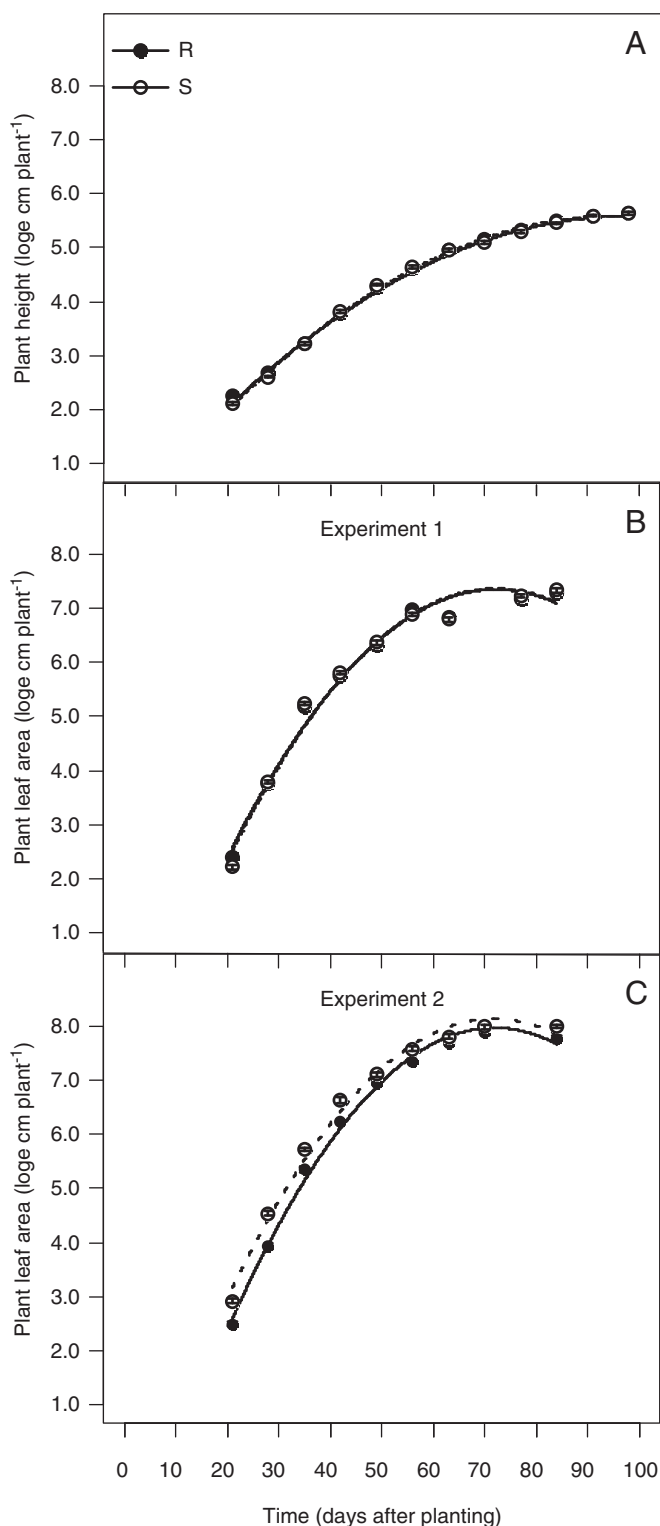 A
R
S
8.0
7.0
6.0
5.0
4.0
3.0
2.0
1.0
Plant height (loge cm plant-1)
B
Experiment 1
8.0
7.0
6.0
5.0
4.0
3.0
2.0
1.0
Plant leaf area (loge cm plant-1)
C
Experiment 2
8.0
7.0
6.0
5.0
4.0
3.0
2.0
1.0
Plant leaf area (loge cm plant-1)
0 10 20 30 40 50 60 70 80 90 100
Time (days after planting)